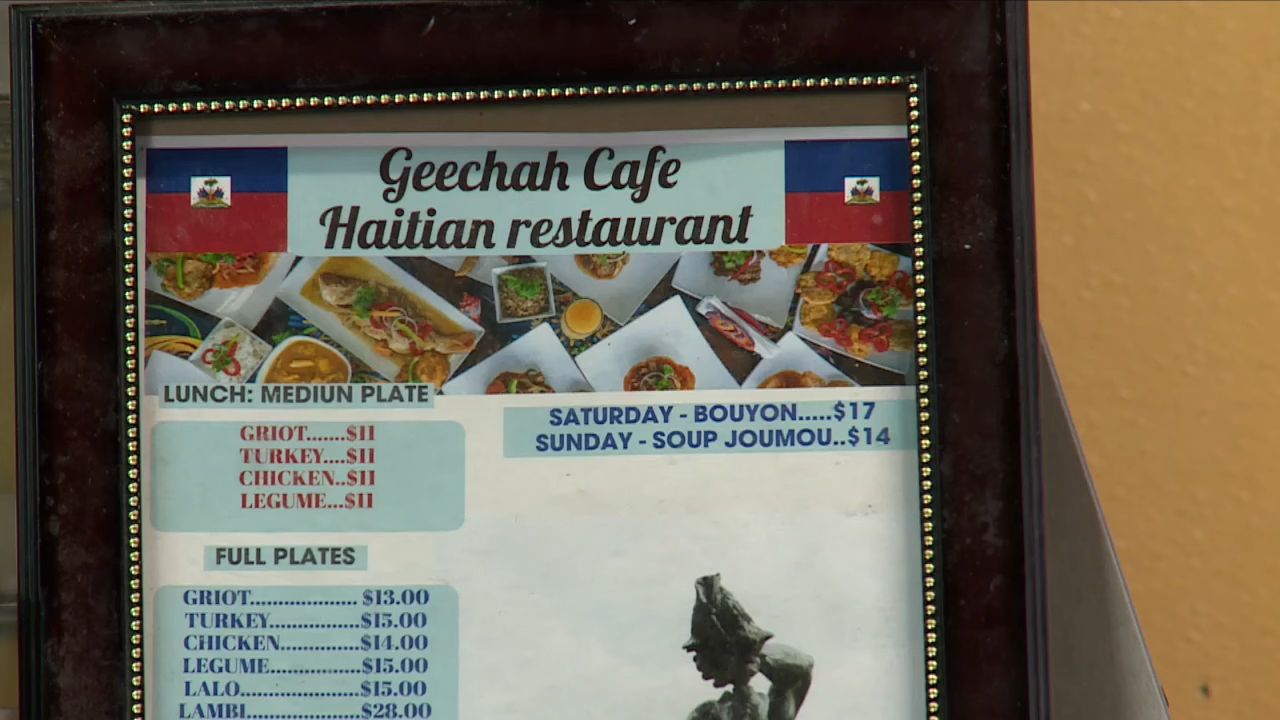 Geechah Cafe
Haitian restaurant
LUNCH: MEDIUN PLATE
GRIOT.......$11
TURKEY....$11
CHICKEN..$11
LEGUME...$11
SATURDAY - BOUYON.....$17
SUNDAY - SOUP JOUMOU..$14
FULL PLATES
GRIOT................... $13.00
TURKEY...............$15.00
CHICKEN.............$14.00
LEGUME...............$15.00
LALO....................$15.00
LAMBI...................$28.00